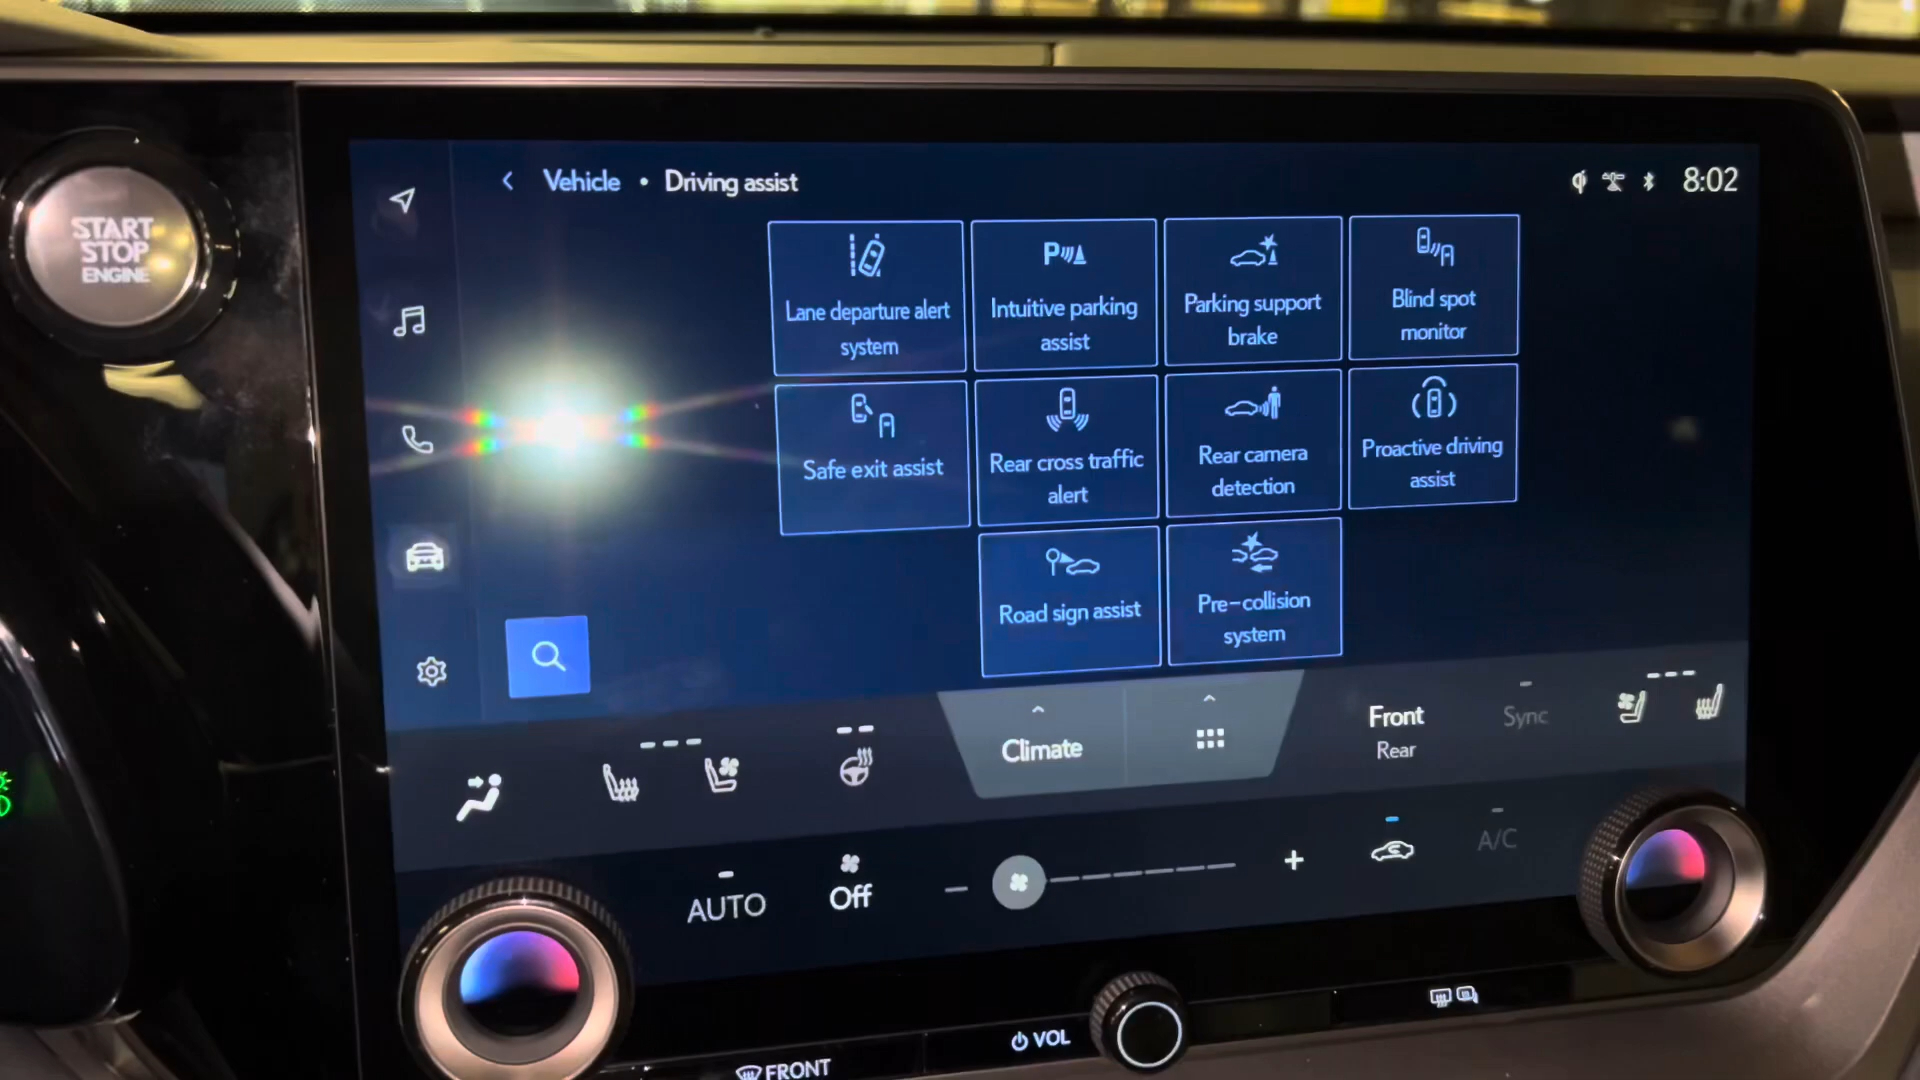 START
STOP
ENGINE
Vehicle • Driving assist
8:02
Lane departure alert
system
P
Intuitive parking
assist
Parking support
brake
Blind spot
monitor
Safe exit assist
Rear cross traffic
alert
Rear camera
detection
Proactive driving
assist
Road sign assist
Pre-collision
system
Climate
Front
Rear
Sync
AUTO
Off
A/C
VOL
FRONT